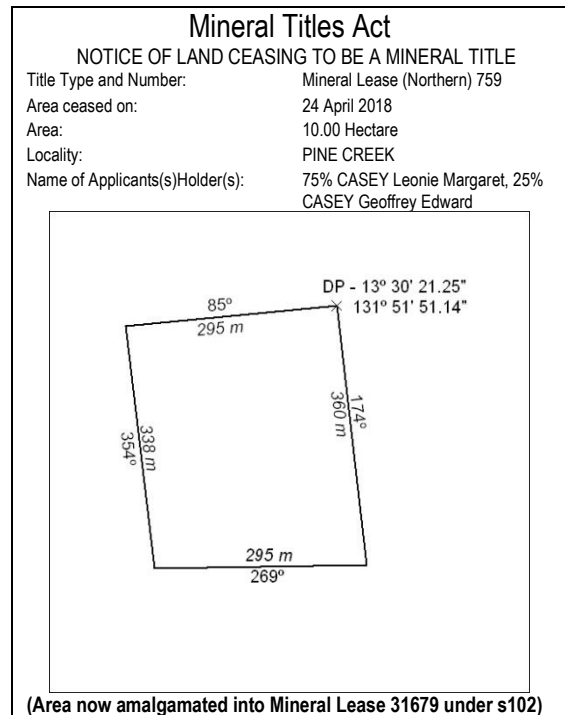 Mineral Titles Act
NOTICE OF LAND CEASING TO BE A MINERAL TITLE
Title Type and Number: Mineral Lease (Northern) 759
Area ceased on: 24 April 2018
Area: 10.00 Hectare
Locality: PINE CREEK
Name of Applicants(s)Holder(s): 75% CASEY Leonie Margaret, 25%
CASEY Geoffrey Edward
DP - 13º 30' 21.25"
131º 51' 51.14"
85º
295 m
174º
360 m
338 m
354º
295 m
269º
(Area now amalgamated into Mineral Lease 31679 under s102)